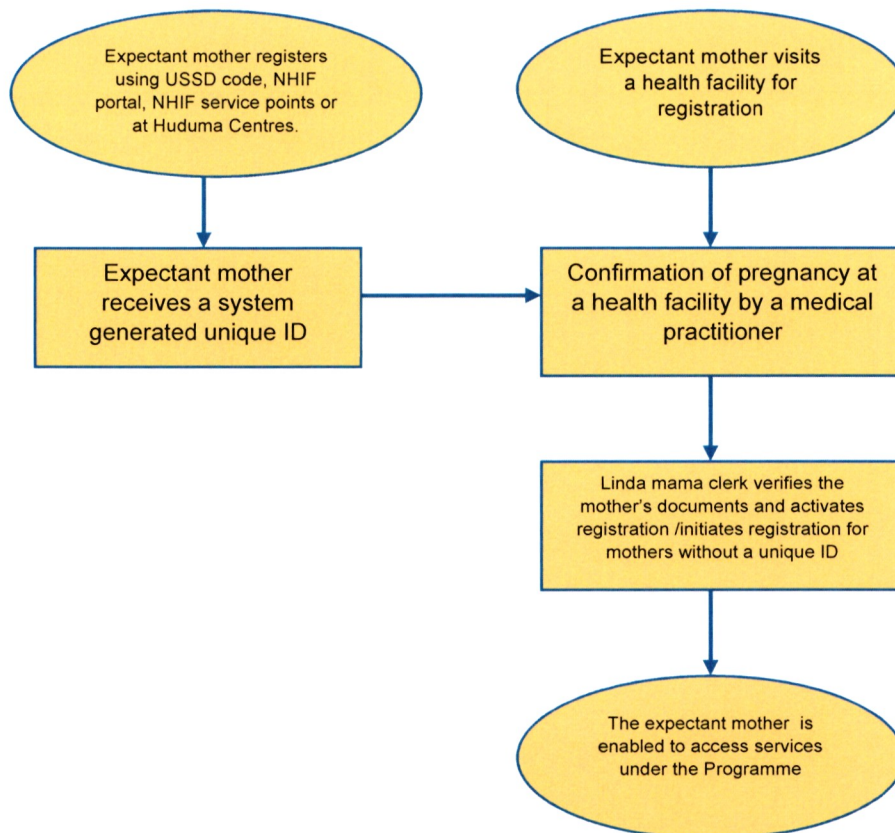 Expectant mother registers
using USSD code, NHIF
portal, NHIF service points or
at Huduma Centres.
Expectant mother visits
a health facility for
registration
Expectant mother
receives a system
generated unique ID
Confirmation of pregnancy at
a health facility by a medical
practitioner
Linda mama clerk verifies the
mother's documents and activates
registration /initiates registration for
mothers without a unique ID
The expectant mother is
enabled to access services
under the Programme